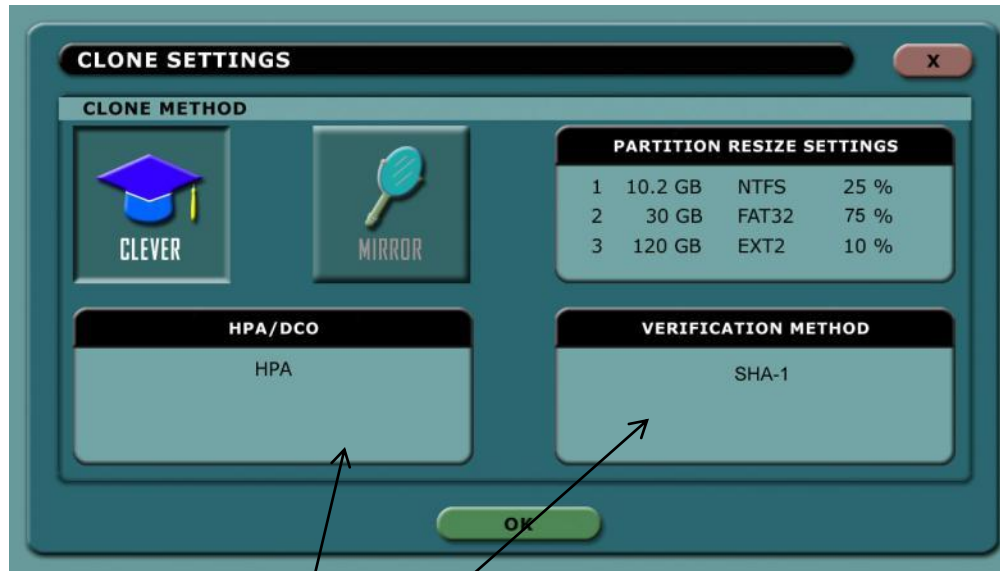 CLONE SETTINGS
X
CLONE METHOD
CLEVER
MIRROR
PARTITION RESIZE SETTINGS
1 10.2 GB NTFS 25 %
2 30 GB FAT32 75 %
3 120 GB EXT2 10 %
HPA/DCO
HPA
VERIFICATION METHOD
SHA-1
OK